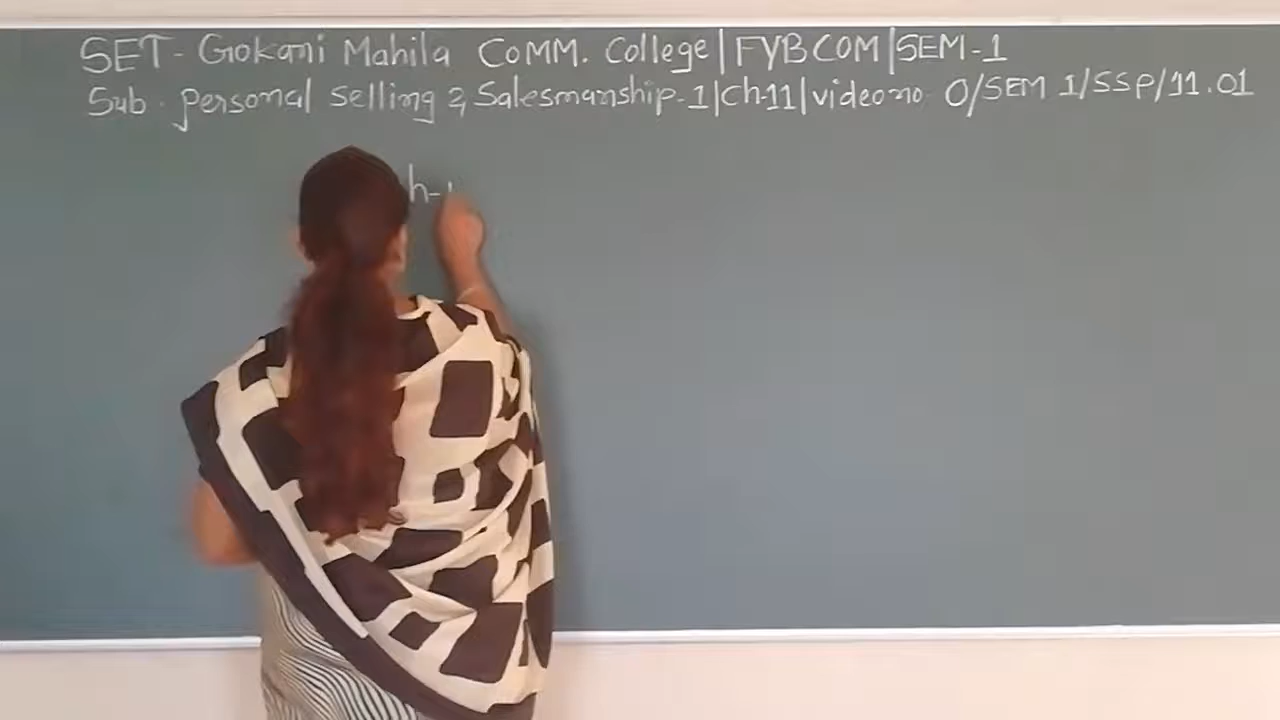 SET - Gokani Mahila COMM. College|FYBCOM|SEM-1
Sub. Personal Selling & Salesmanship-1|Ch-11|video no. O/SEM 1/SSP/11.01
h-